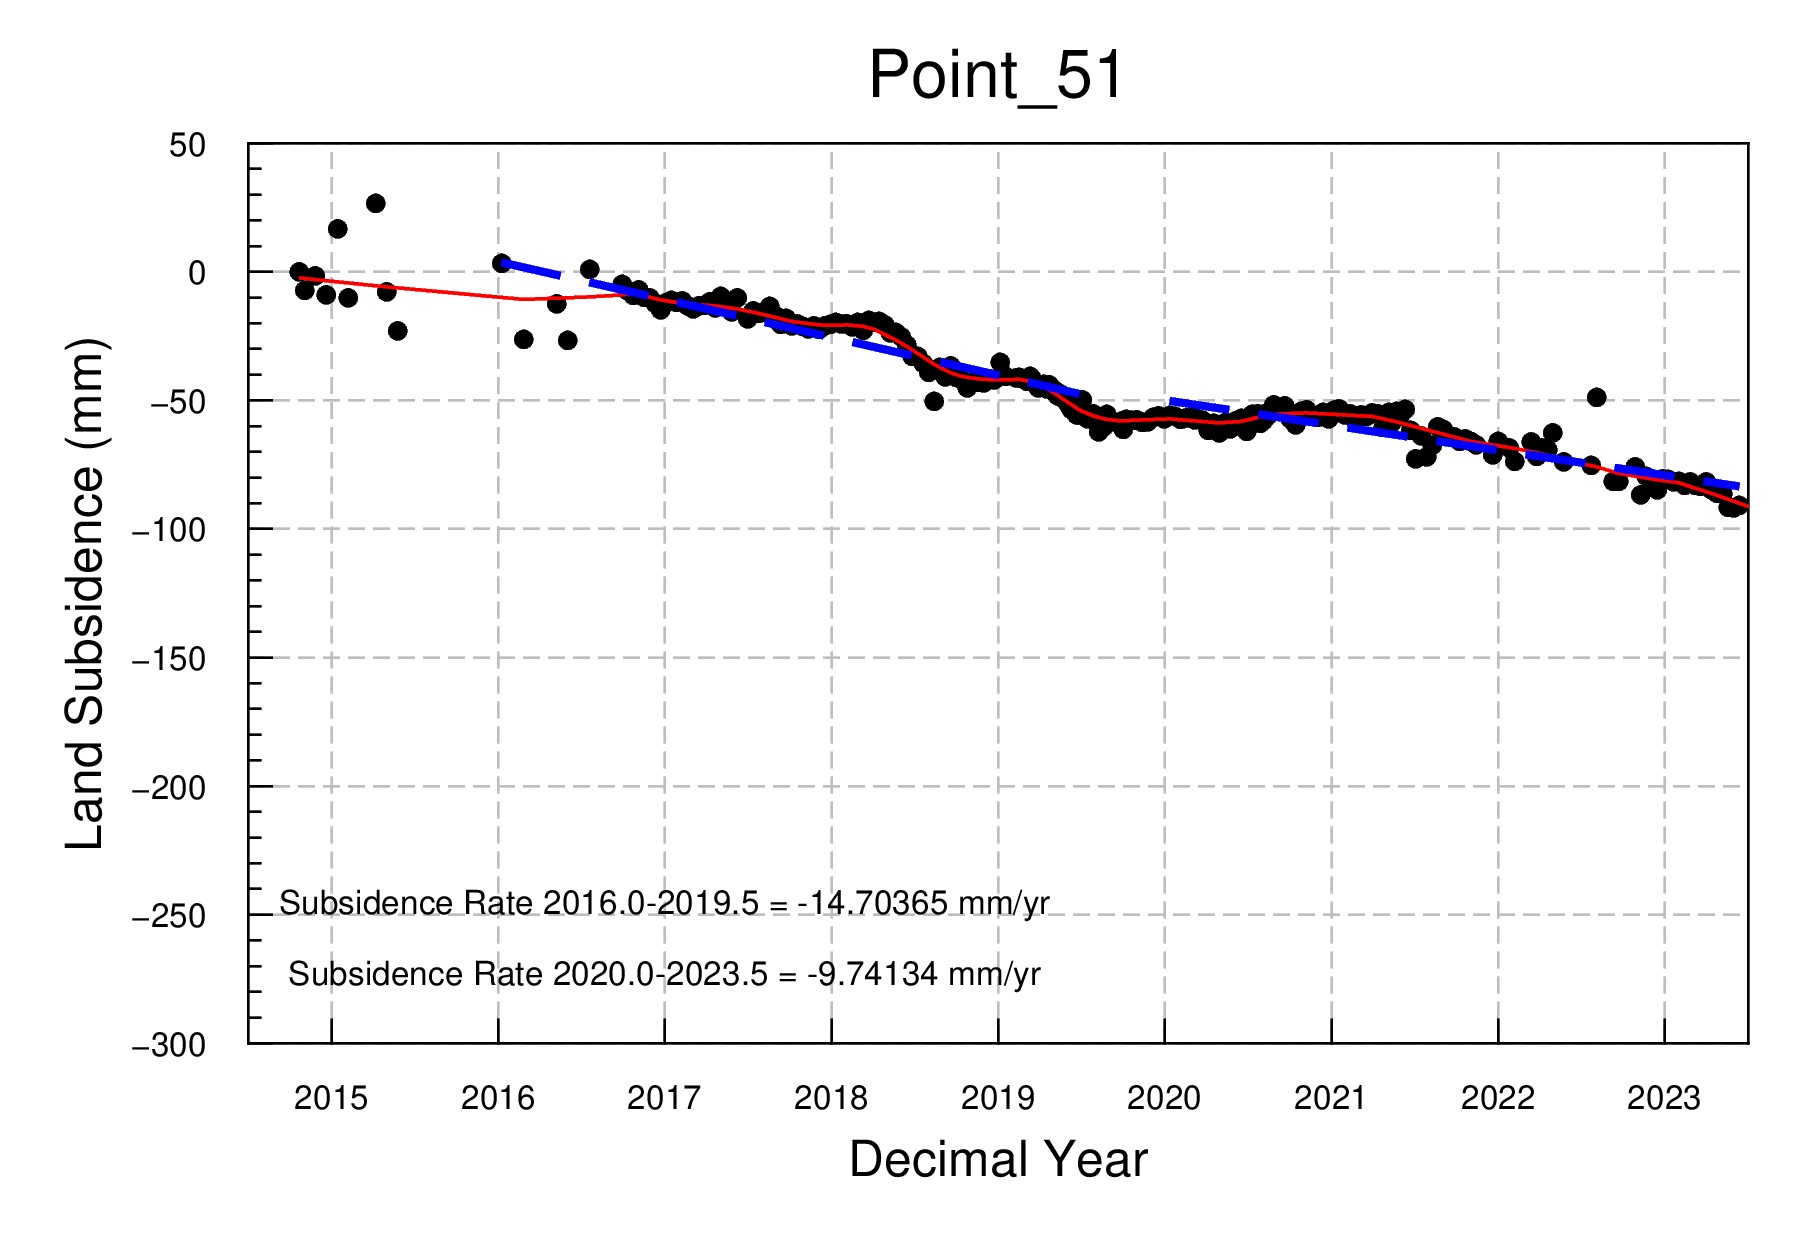 Point_51
50
0
−50
−100
−150
−200
−250
−300
Land Subsidence (mm)
Subsidence Rate 2016.0-2019.5 = -14.70365 mm/yr
Subsidence Rate 2020.0-2023.5 = -9.74134 mm/yr
2015 2016 2017 2018 2019 2020 2021 2022 2023
Decimal Year